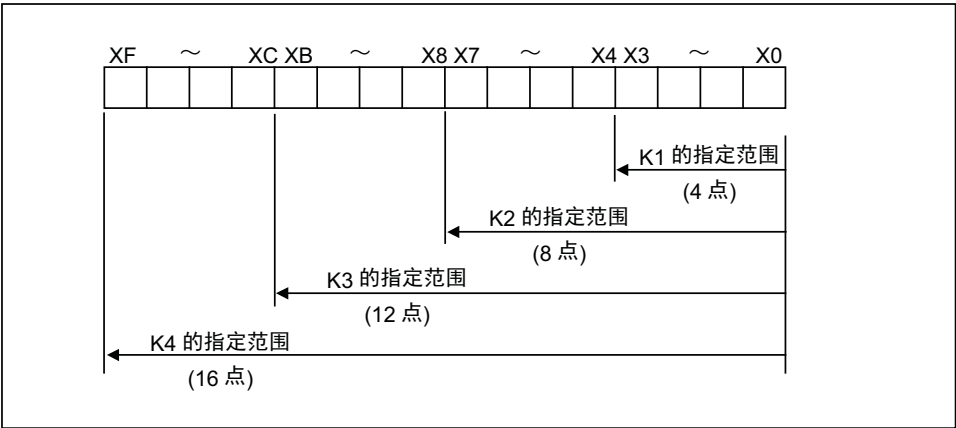 XF ～ XC XB ～ X8 X7 ～ X4 X3 ～ X0
K1 的指定范围
(4 点)
K2 的指定范围
(8 点)
K3 的指定范围
(12 点)
K4 的指定范围
(16 点)